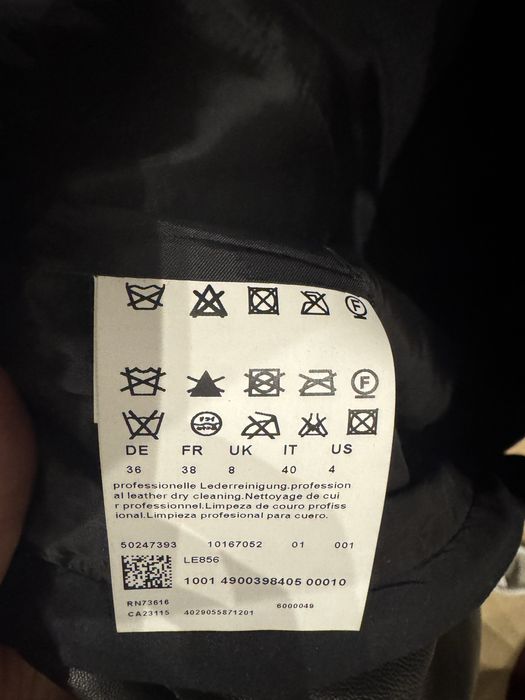 F
F
DE FR UK IT US
36 38 8 40 4
professionelle Lederreinigung.profession
al leather dry cleaning.Nettoyage de cui
r professionnel.Limpeza de couro profiss
ional.Limpieza profesional para cuero.
50247393 10167052 01 001
LE856
1001 4900398405 00010
RN73616 6000049
CA23115 4029055871201